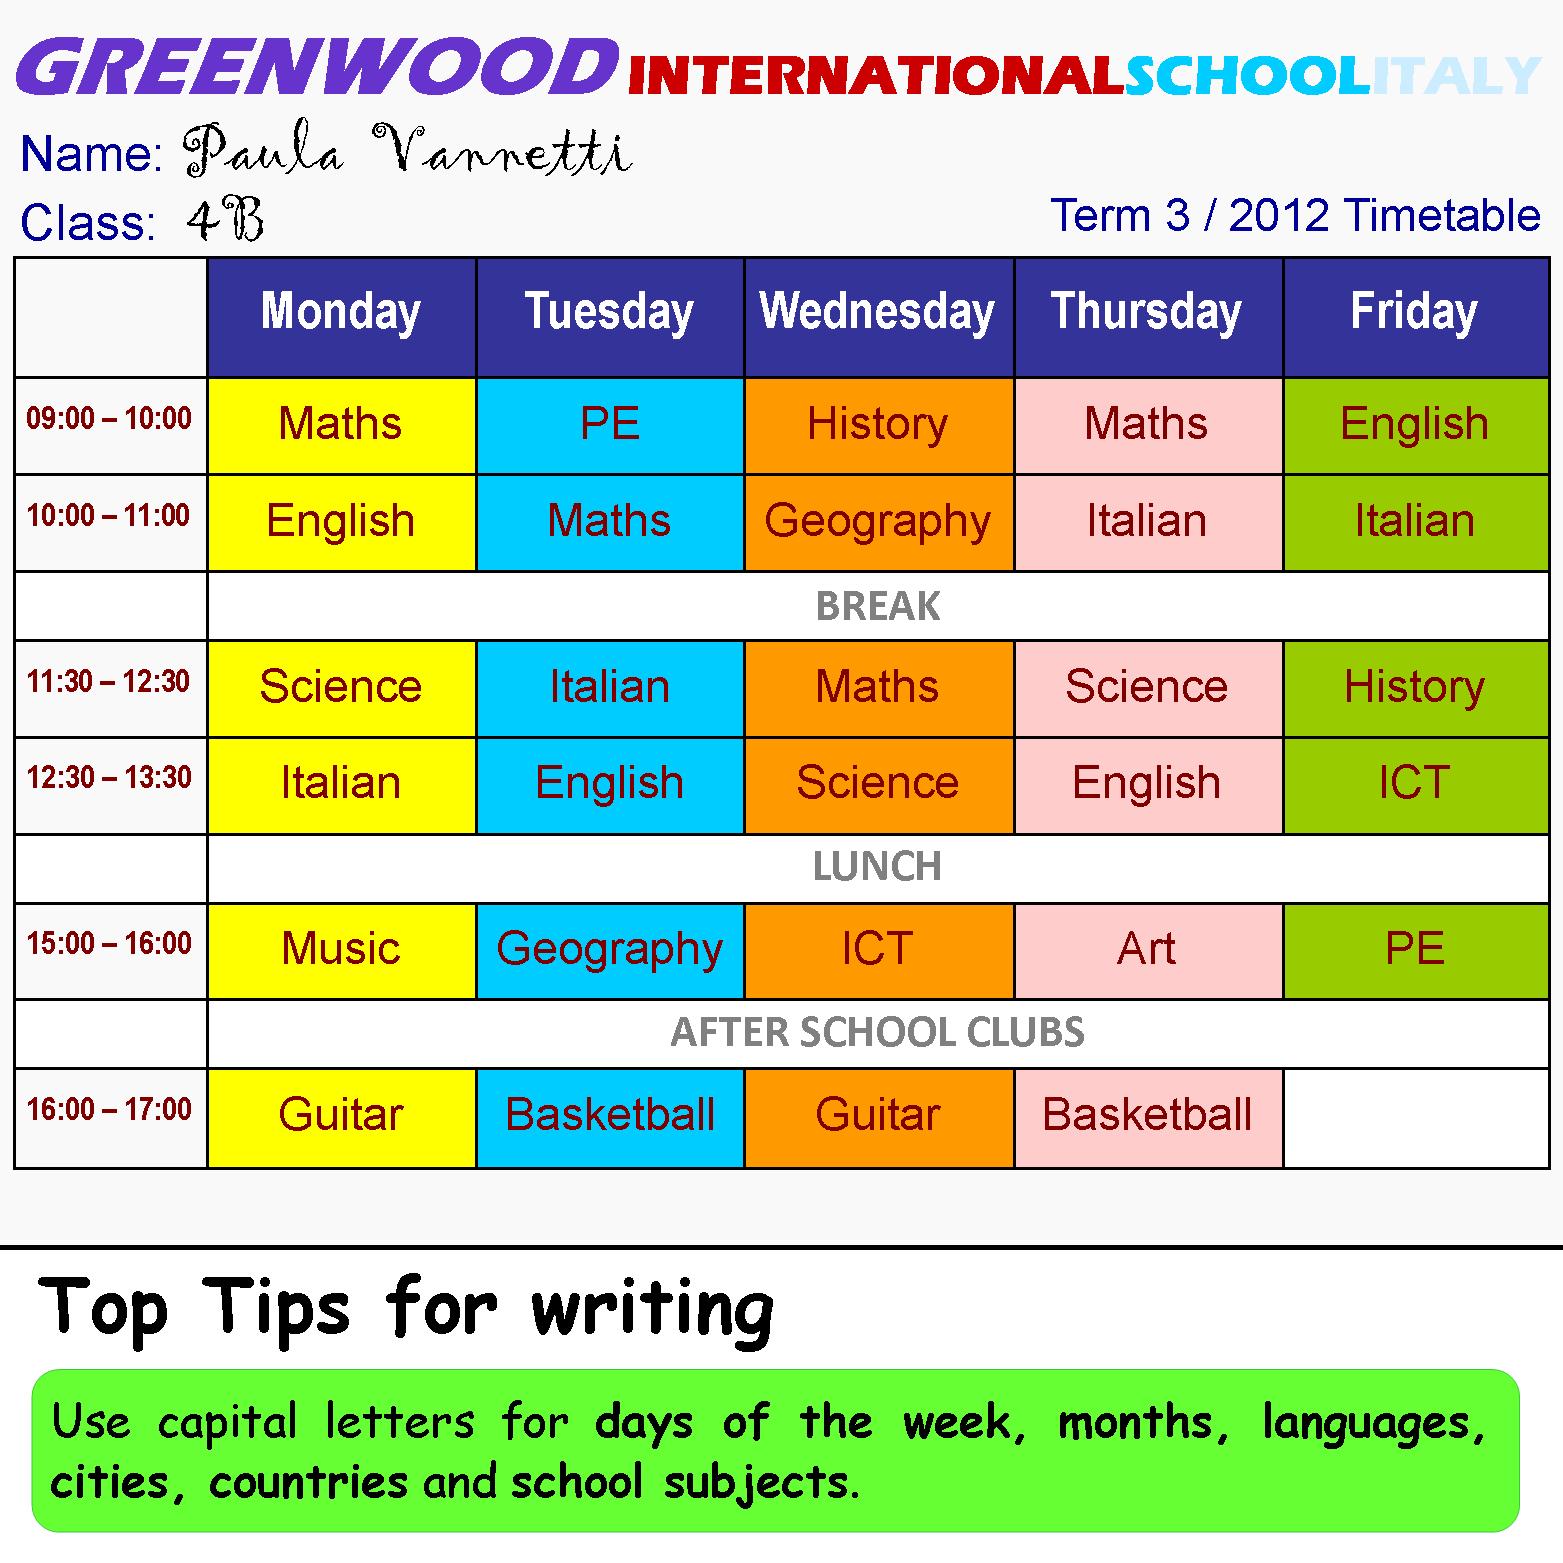 GREENWOOD INTERNATIONALSCHOOLITALY
Name: Paula Vannetti
Class: 4B
Term 3 / 2012 Timetable
Monday Tuesday Wednesday Thursday Friday
09:00 – 10:00 Maths PE History Maths English
10:00 – 11:00 English Maths Geography Italian Italian
BREAK
11:30 – 12:30 Science Italian Maths Science History
12:30 – 13:30 Italian English Science English ICT
LUNCH
15:00 – 16:00 Music Geography ICT Art PE
AFTER SCHOOL CLUBS
16:00 – 17:00 Guitar Basketball Guitar Basketball
Top Tips for writing
Use capital letters for days of the week, months, languages,
cities, countries and school subjects.